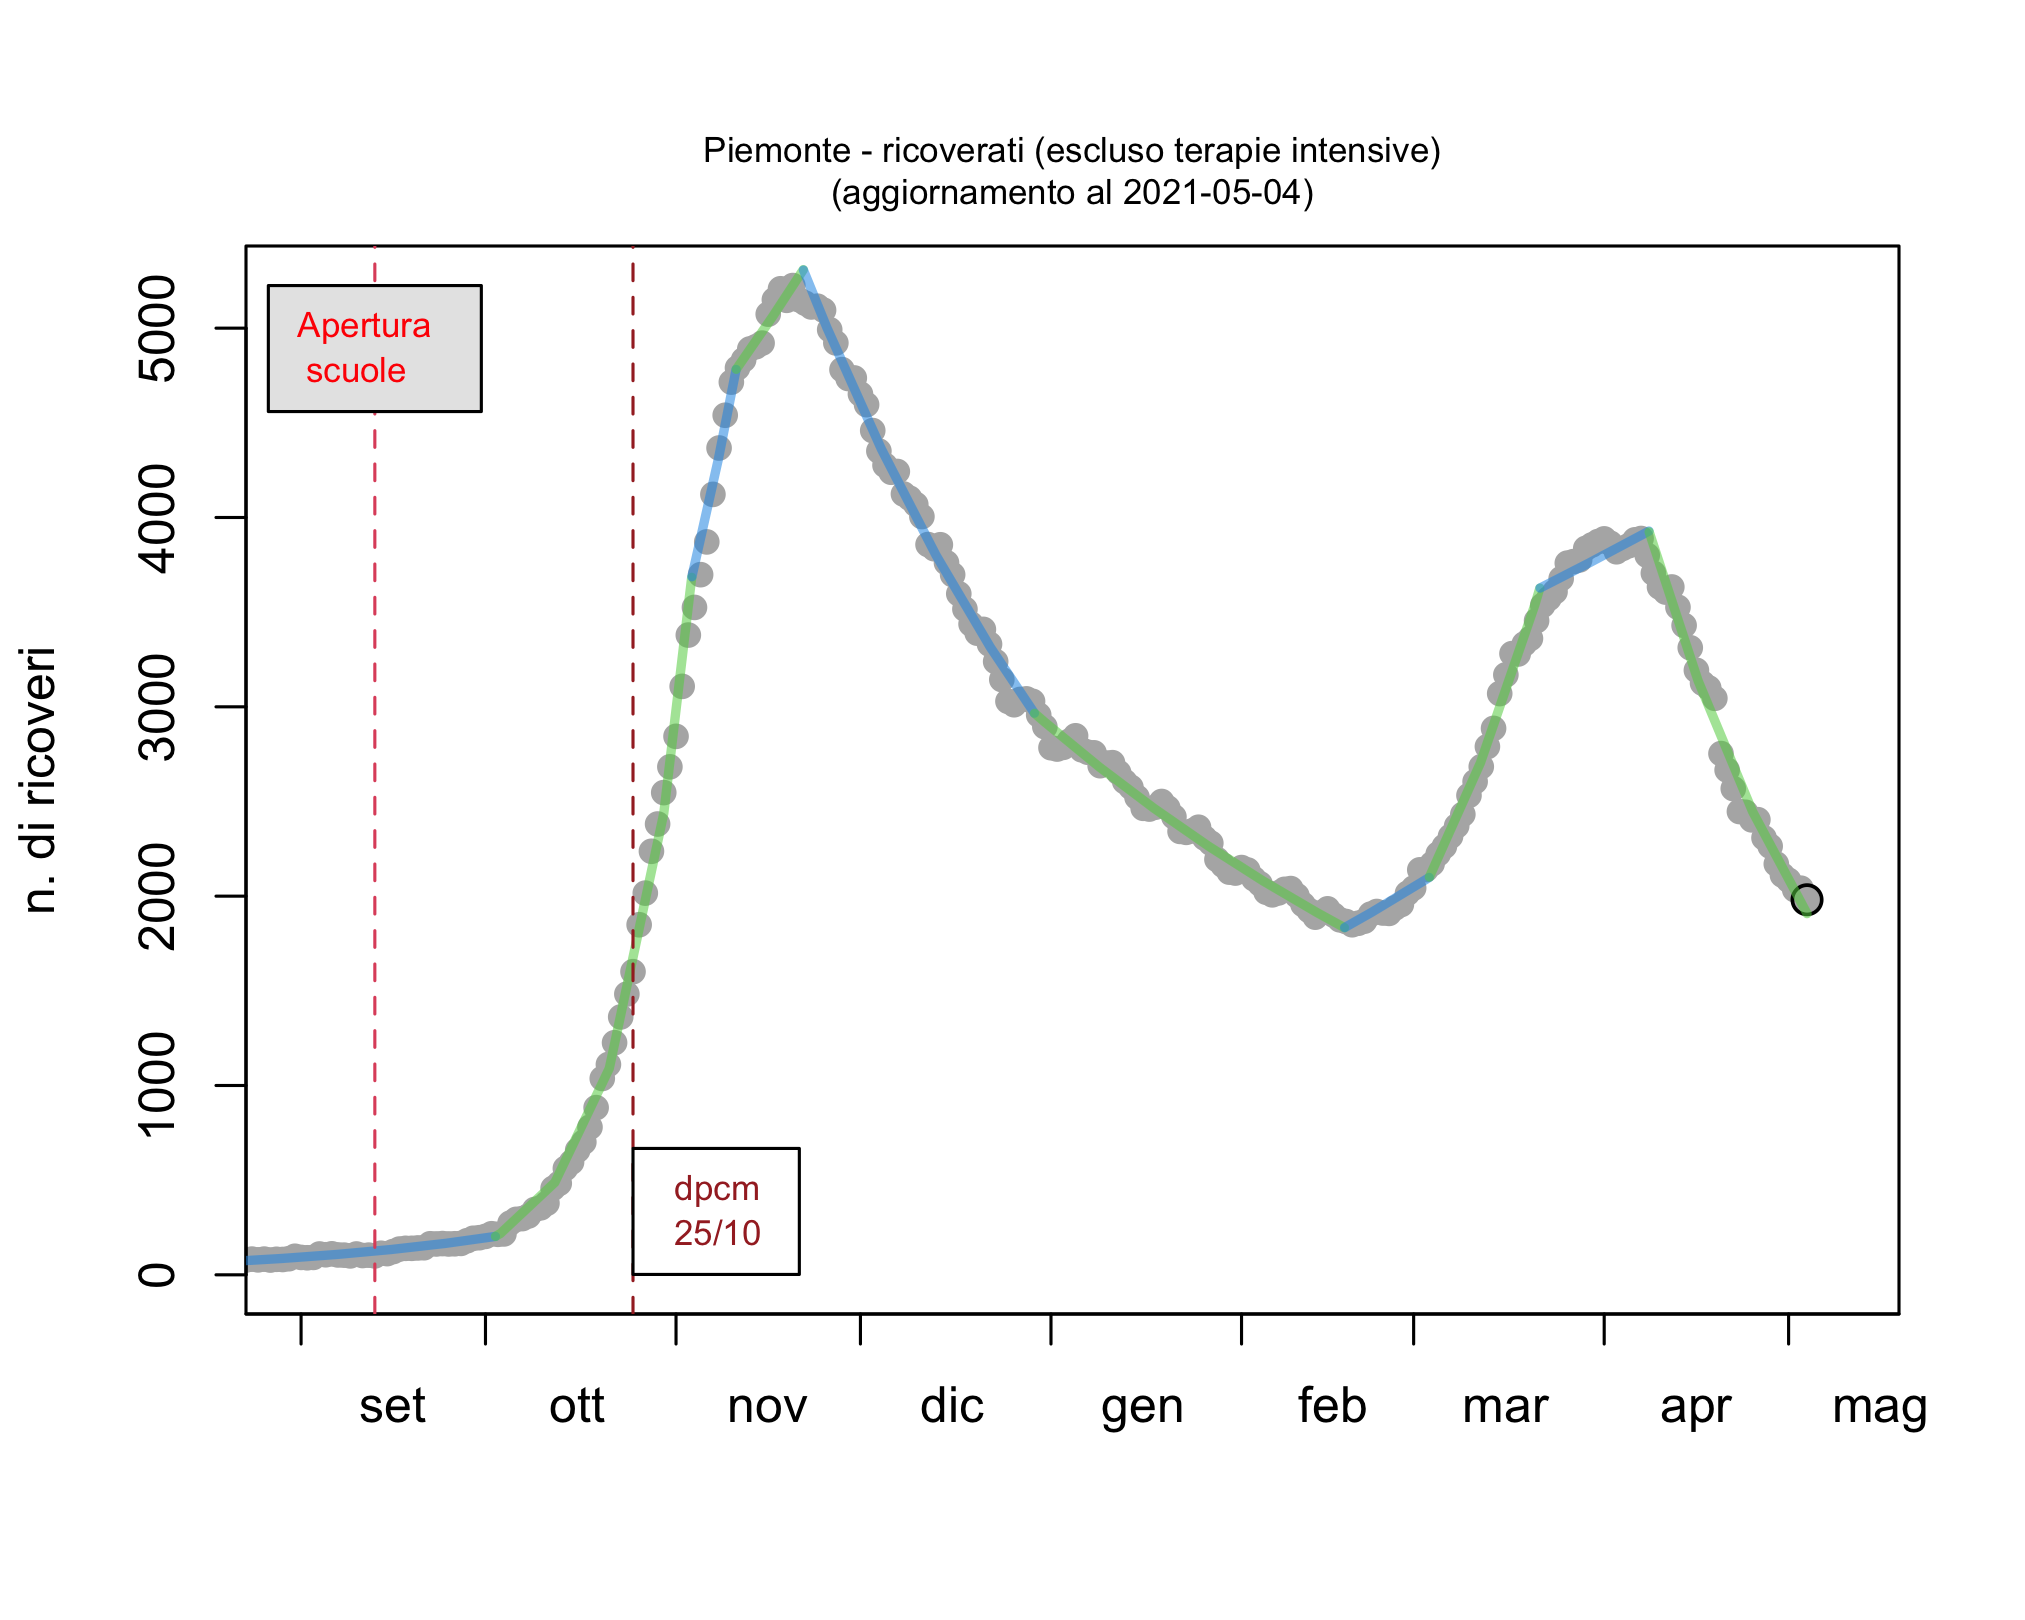 Piemonte - ricoverati (escluso terapie intensive)
(aggiornamento al 2021-05-04)
Apertura
scuole
dpcm
25/10
n. di ricoveri
5000
4000
3000
2000
1000
0
set ott nov dic gen feb mar apr mag